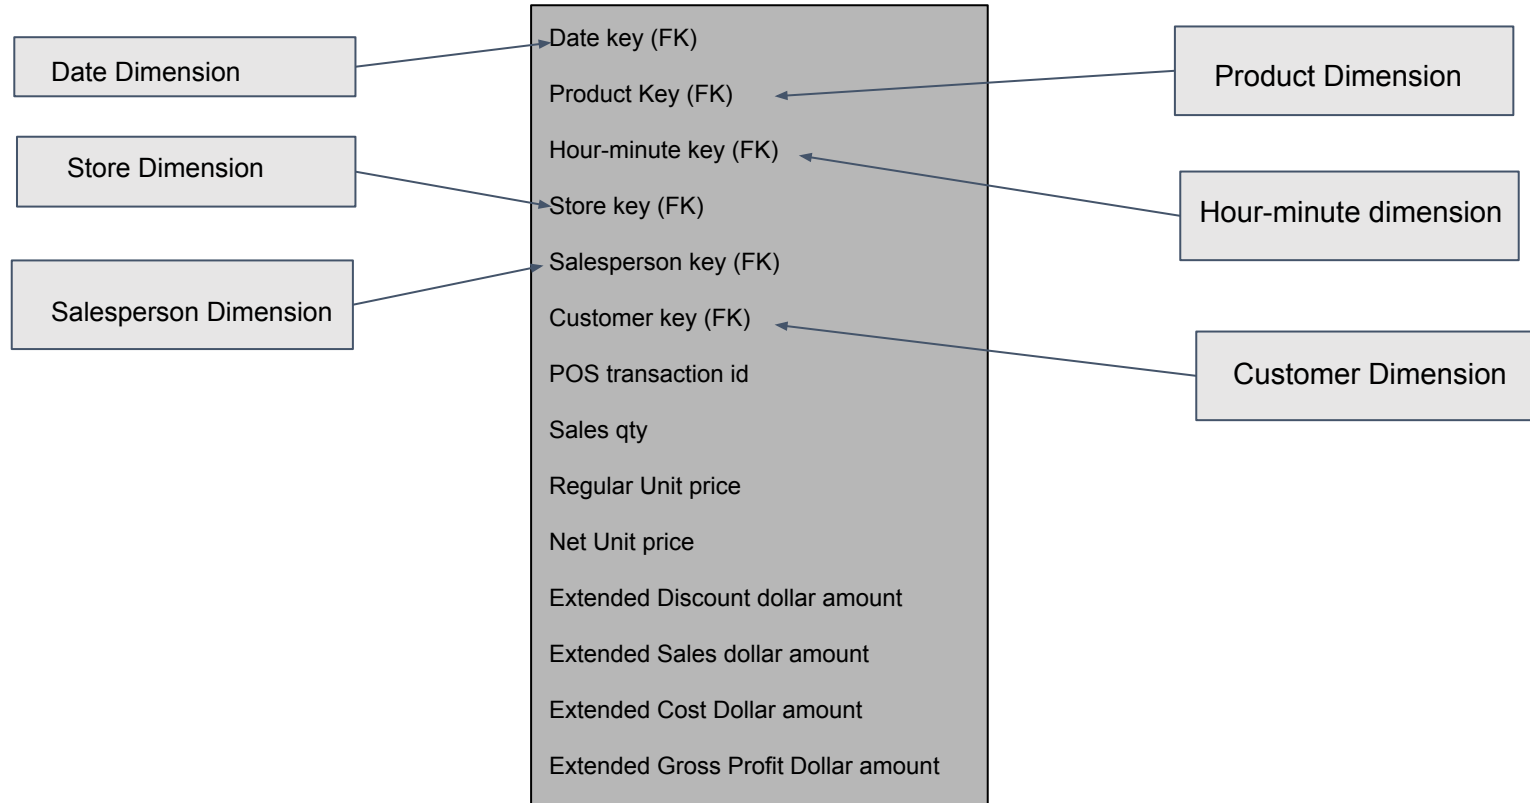 Date Dimension
Store Dimension
Salesperson Dimension
Date key (FK)
Product Key (FK)
Hour-minute key (FK)
Store key (FK)
Salesperson key (FK)
Customer key (FK)
POS transaction id
Sales qty
Regular Unit price
Net Unit price
Extended Discount dollar amount
Extended Sales dollar amount
Extended Cost Dollar amount
Extended Gross Profit Dollar amount
Product Dimension
Hour-minute dimension
Customer Dimension